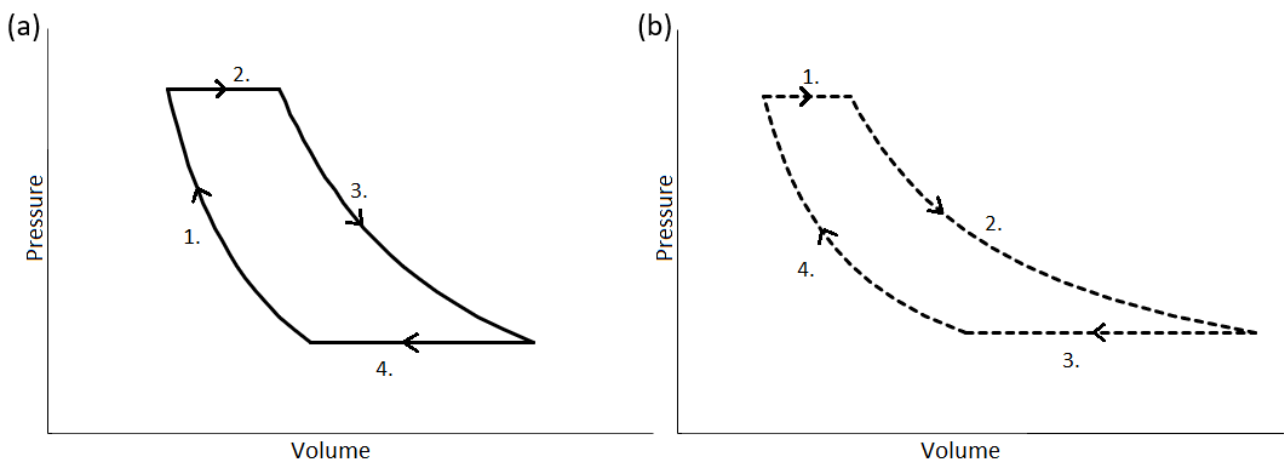 (a)
2.
3.
1.
4.
Pressure
Volume
(b)
1.
2.
4.
3.
Pressure
Volume